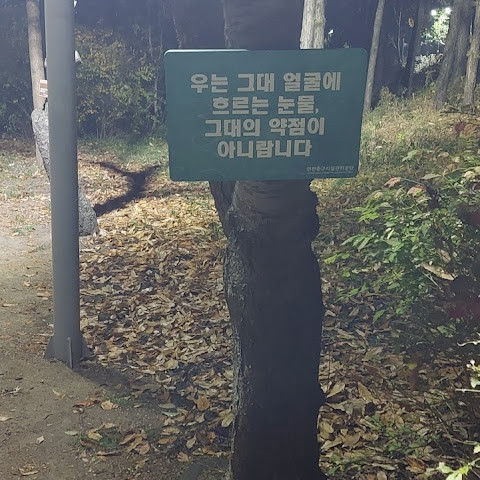 우는 그대 얼굴에
흐르는 눈물,
그대의 약점이
아니랍니다